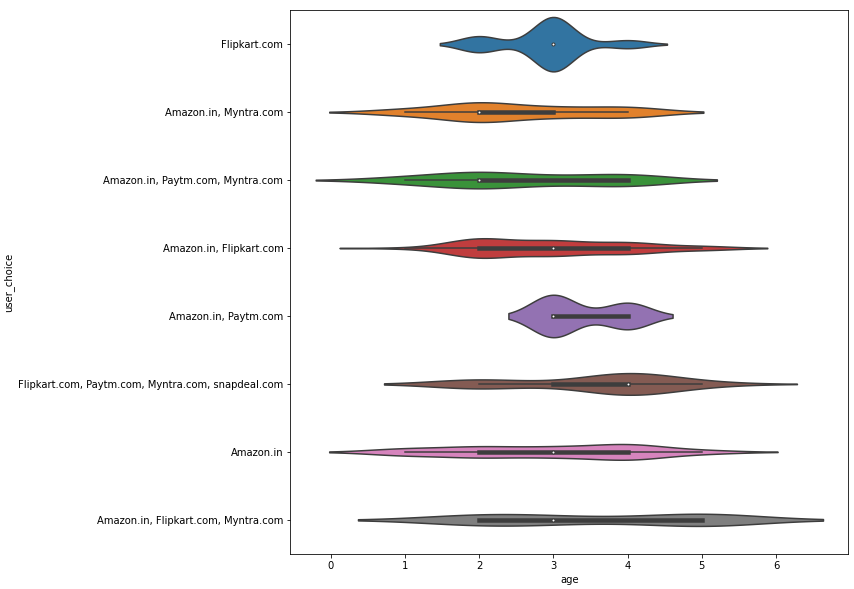 Flipkart.com
Amazon.in, Myntra.com
Amazon.in, Paytm.com, Myntra.com
Amazon.in, Flipkart.com
Amazon.in, Paytm.com
Flipkart.com, Paytm.com, Myntra.com, snapdeal.com
Amazon.in
Amazon.in, Flipkart.com, Myntra.com
user_choice
0 1 2 3 4 5 6
age